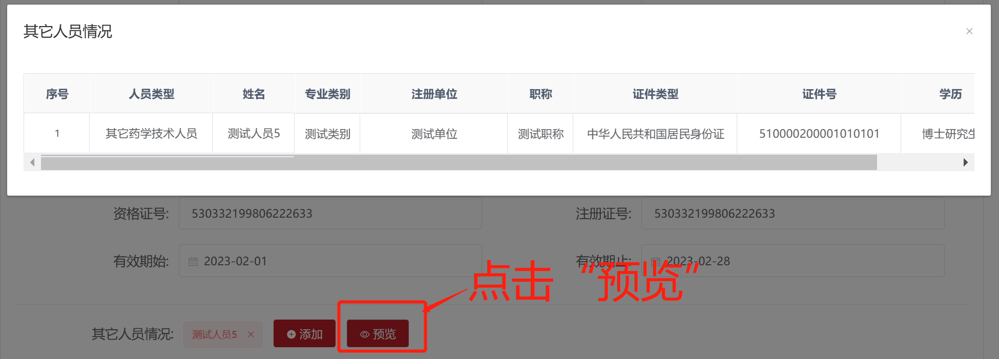 其它人员情况
序号 人员类型 姓名 专业类别 注册单位 职称 证件类型 证件号 学历
1 其它药学技术人员 测试人员5 测试类别 测试单位 测试职称 中华人民共和国居民身份证 510000200001010101 博士研究生
资格证号: 530332199806222633 注册证号: 530332199806222633
有效期始: 2023-02-01 有效期止: 2023-02-28
点击 “预览”
其它人员情况: 测试人员5 添加 预览